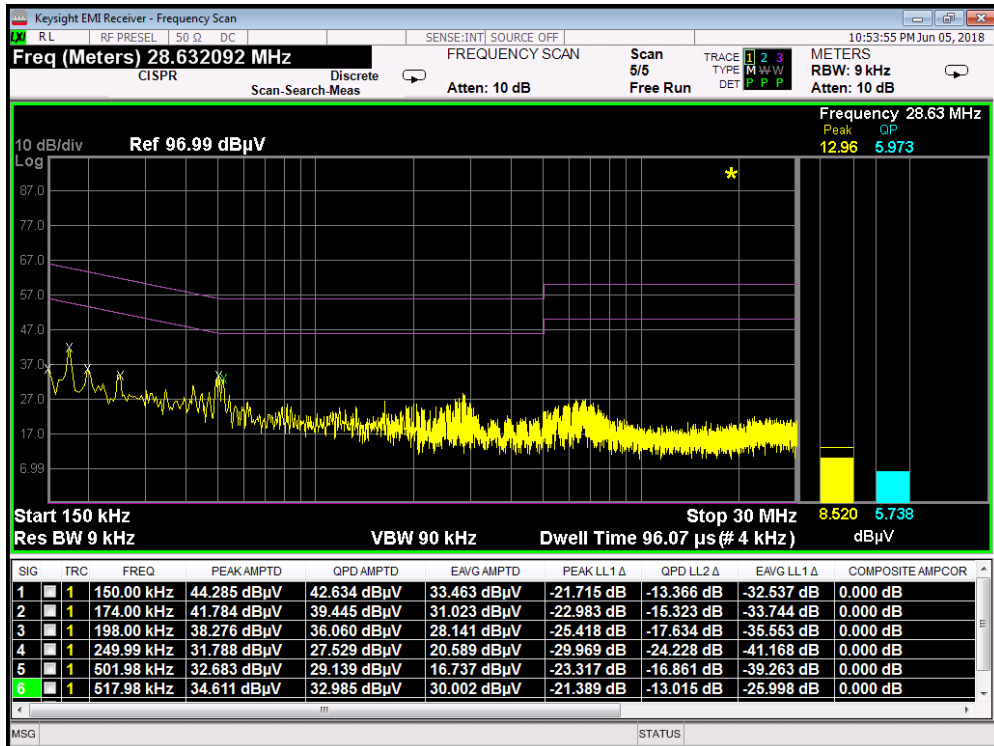 Keysight EMI Receiver - Frequency Scan
LXI RL RF PRESEL 50 Ω DC SENSE:INT SOURCE OFF 10:53:55 PM Jun 05, 2018
Freq (Meters) 28.632092 MHz FREQUENCY SCAN Scan TRACE 1 2 3 METERS
CISPR Discrete 5/5 TYPE M W W RBW: 9 kHz
Scan-Search-Meas Atten: 10 dB Free Run DET P P P Atten: 10 dB
Frequency 28.63 MHz
Peak QP
10 dB/div Ref 96.99 dBµV 12.96 5.973
Log
87.0
77.0
67.0
57.0
47.0
37.0
27.0
17.0
6.99
Start 150 kHz Stop 30 MHz 8.520 5.738
Res BW 9 kHz VBW 90 kHz Dwell Time 96.07 µs (# 4 kHz) dBµV
SIG TRC FREQ PEAK AMPTD QPD AMPTD EAVG AMPTD PEAK LL1 Δ QPD LL2 Δ EAVG LL1 Δ COMPOSITE AMPCOR
1 1 150.00 kHz 44.285 dBµV 42.634 dBµV 33.463 dBµV -21.715 dB -13.366 dB -32.537 dB 0.000 dB
2 1 174.00 kHz 41.784 dBµV 39.445 dBµV 31.023 dBµV -22.983 dB -15.323 dB -33.744 dB 0.000 dB
3 1 198.00 kHz 38.276 dBµV 36.060 dBµV 28.141 dBµV -25.418 dB -17.634 dB -35.553 dB 0.000 dB
4 1 249.99 kHz 31.788 dBµV 27.529 dBµV 20.589 dBµV -29.969 dB -24.228 dB -41.168 dB 0.000 dB
5 1 501.98 kHz 32.683 dBµV 29.139 dBµV 16.737 dBµV -23.317 dB -16.861 dB -39.263 dB 0.000 dB
6 1 517.98 kHz 34.611 dBµV 32.985 dBµV 30.002 dBµV -21.389 dB -13.015 dB -25.998 dB 0.000 dB
MSG STATUS